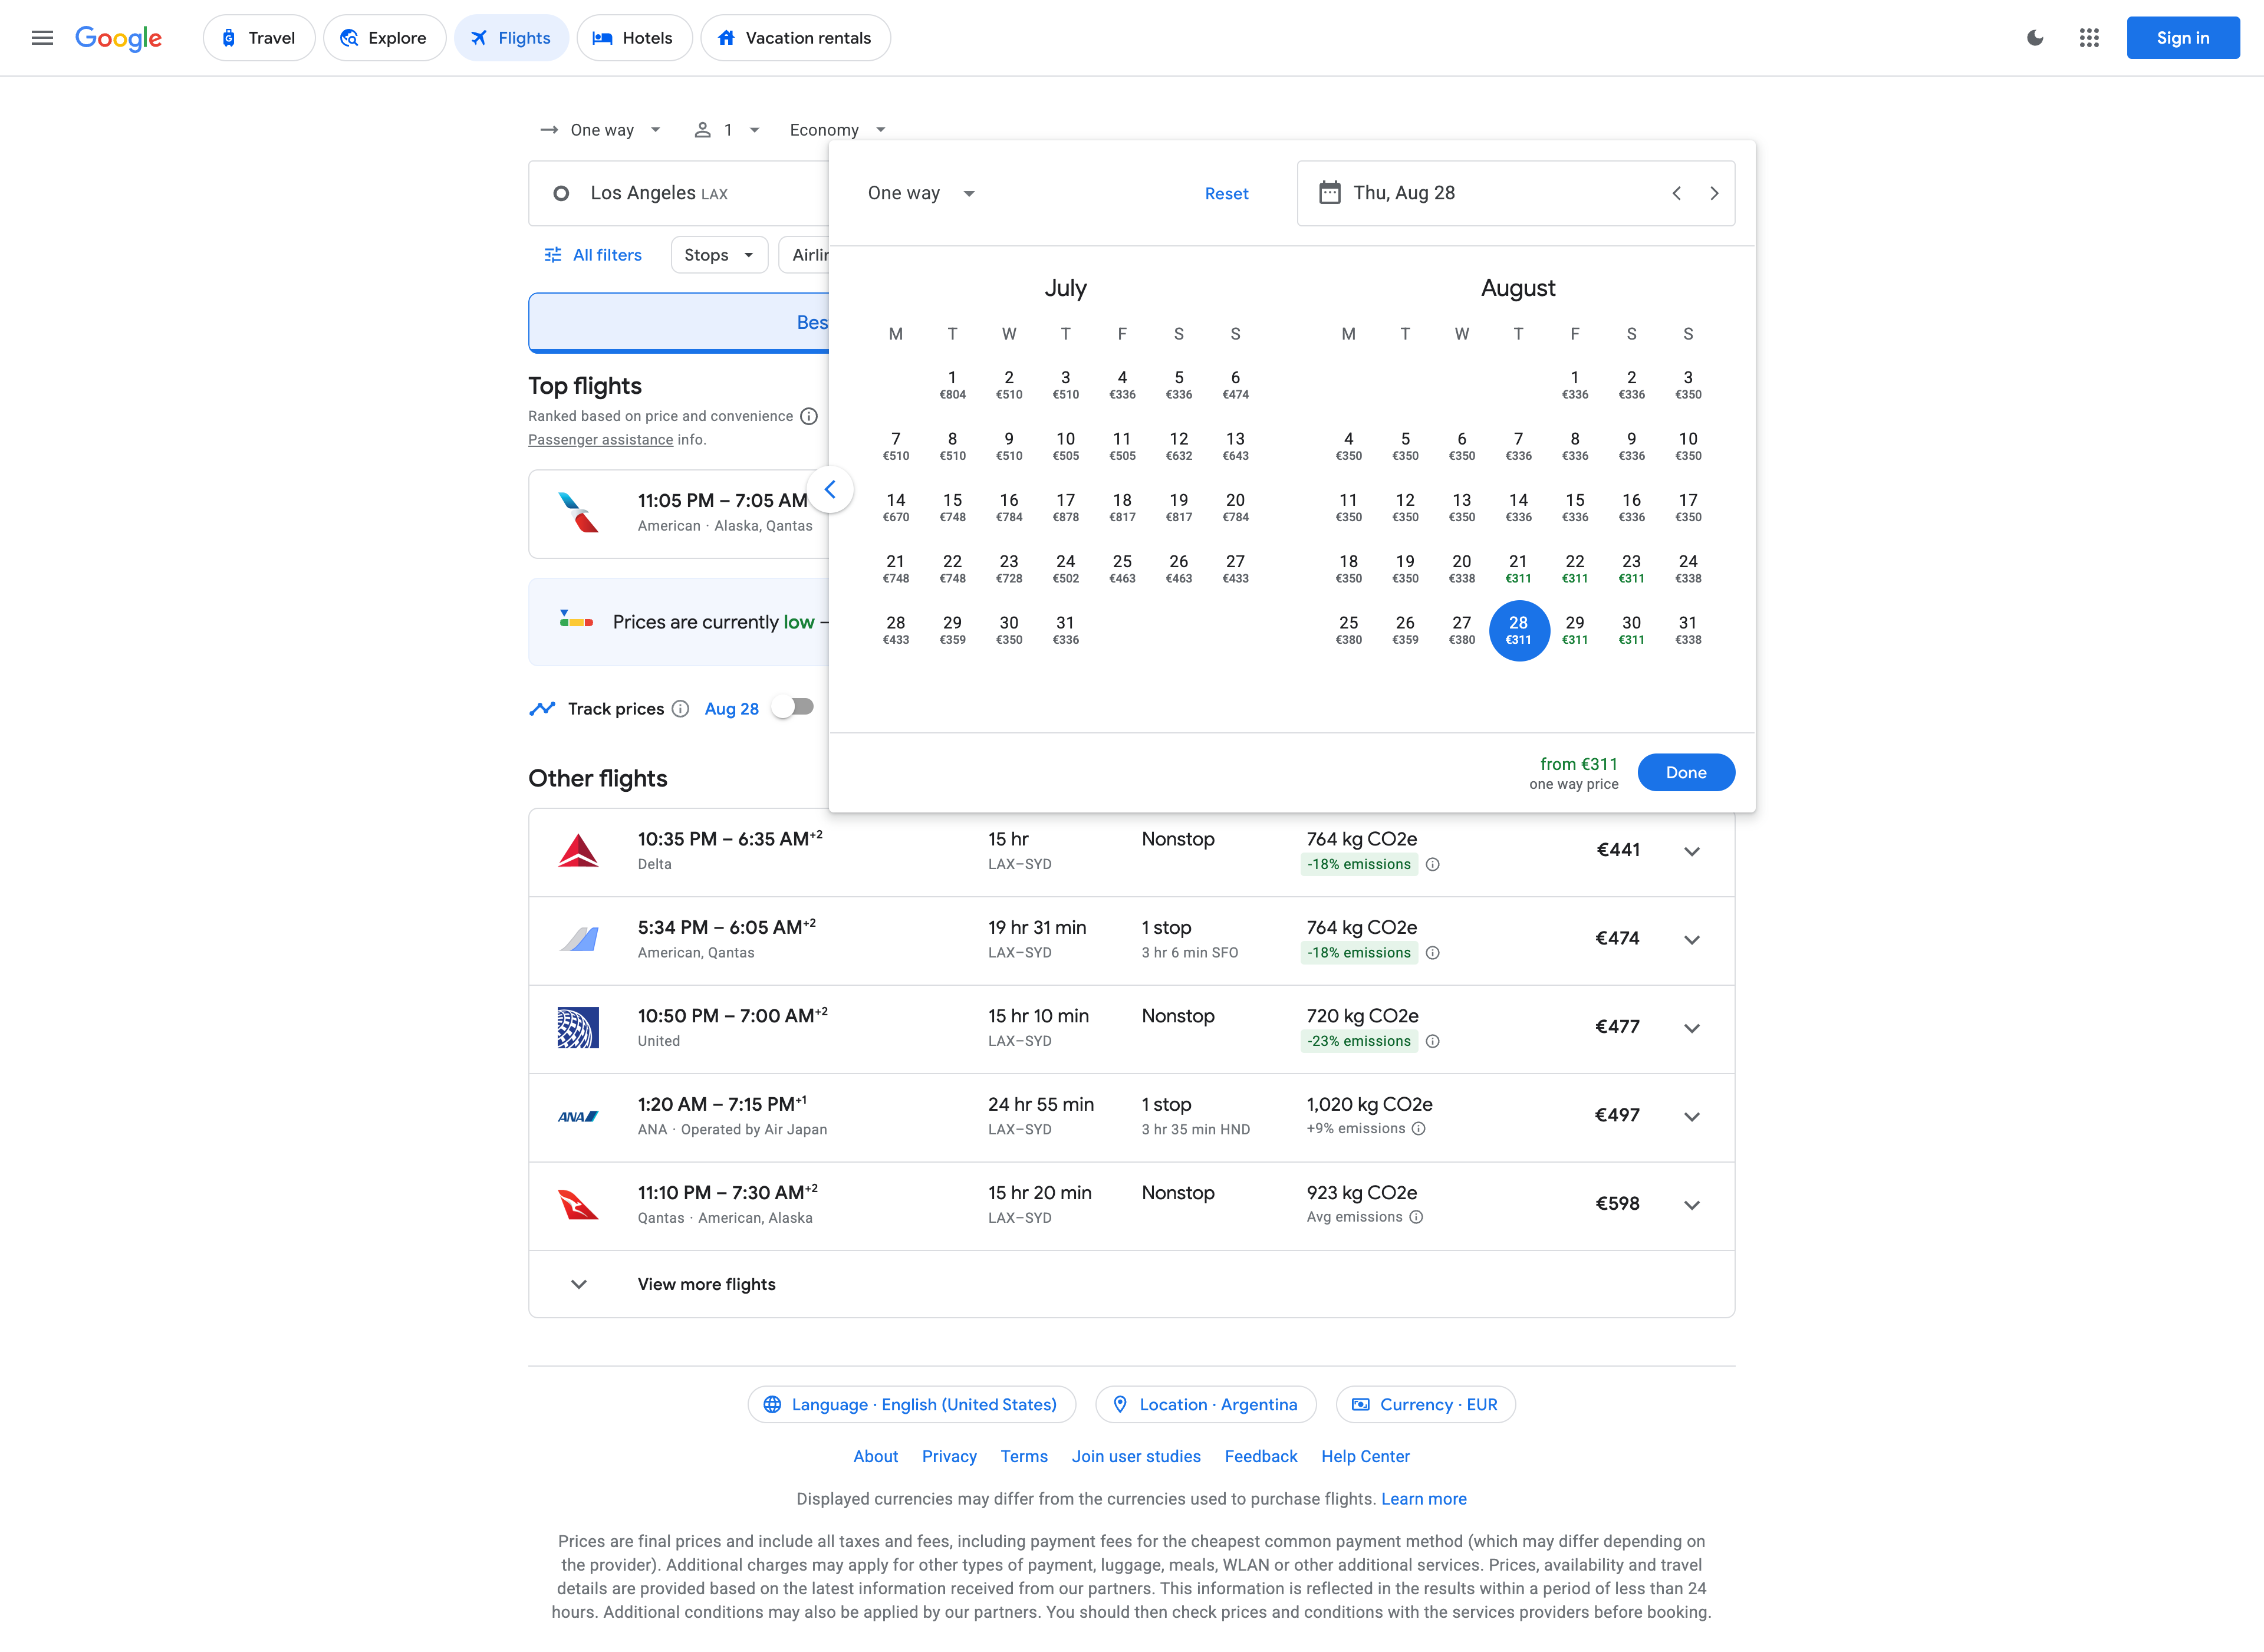 Google
Travel
Explore
Flights
Hotels
Vacation rentals
Sign in
One way
1
Economy
Los Angeles LAX
All filters
Stops
Airlin
Bes
Top flights
Ranked based on price and convenience
Passenger assistance info.
11:05 PM – 7:05 AM
American · Alaska, Qantas
Prices are currently low –
Track prices
Aug 28
One way
Reset
Thu, Aug 28
July
M T W T F S S
1 2 3 4 5 6
€804 €510 €510 €336 €336 €474
7 8 9 10 11 12 13
€510 €510 €510 €505 €505 €632 €643
14 15 16 17 18 19 20
€670 €748 €784 €878 €817 €817 €784
21 22 23 24 25 26 27
€748 €748 €728 €502 €463 €463 €433
28 29 30 31
€433 €359 €350 €336
August
M T W T F S S
1 2 3
€336 €336 €350
4 5 6 7 8 9 10
€350 €350 €350 €336 €336 €336 €350
11 12 13 14 15 16 17
€350 €350 €350 €336 €336 €336 €350
18 19 20 21 22 23 24
€350 €350 €338 €311 €311 €311 €338
25 26 27 28 29 30 31
€380 €359 €380 €311 €311 €311 €338
from €311
one way price
Done
Other flights
10:35 PM – 6:35 AM+2 15 hr Nonstop 764 kg CO2e €441
Delta LAX–SYD -18% emissions
5:34 PM – 6:05 AM+2 19 hr 31 min 1 stop 764 kg CO2e €474
American, Qantas LAX–SYD 3 hr 6 min SFO -18% emissions
10:50 PM – 7:00 AM+2 15 hr 10 min Nonstop 720 kg CO2e €477
United LAX–SYD -23% emissions
ANA 1:20 AM – 7:15 PM+1 24 hr 55 min 1 stop 1,020 kg CO2e €497
ANA · Operated by Air Japan LAX–SYD 3 hr 35 min HND +9% emissions
11:10 PM – 7:30 AM+2 15 hr 20 min Nonstop 923 kg CO2e €598
Qantas · American, Alaska LAX–SYD Avg emissions
View more flights
Language · English (United States)
Location · Argentina
Currency · EUR
About Privacy Terms Join user studies Feedback Help Center
Displayed currencies may differ from the currencies used to purchase flights. Learn more
Prices are final prices and include all taxes and fees, including payment fees for the cheapest common payment method (which may differ depending on
the provider). Additional charges may apply for other types of payment, luggage, meals, WLAN or other additional services. Prices, availability and travel
details are provided based on the latest information received from our partners. This information is reflected in the results within a period of less than 24
hours. Additional conditions may also be applied by our partners. You should then check prices and conditions with the services providers before booking.